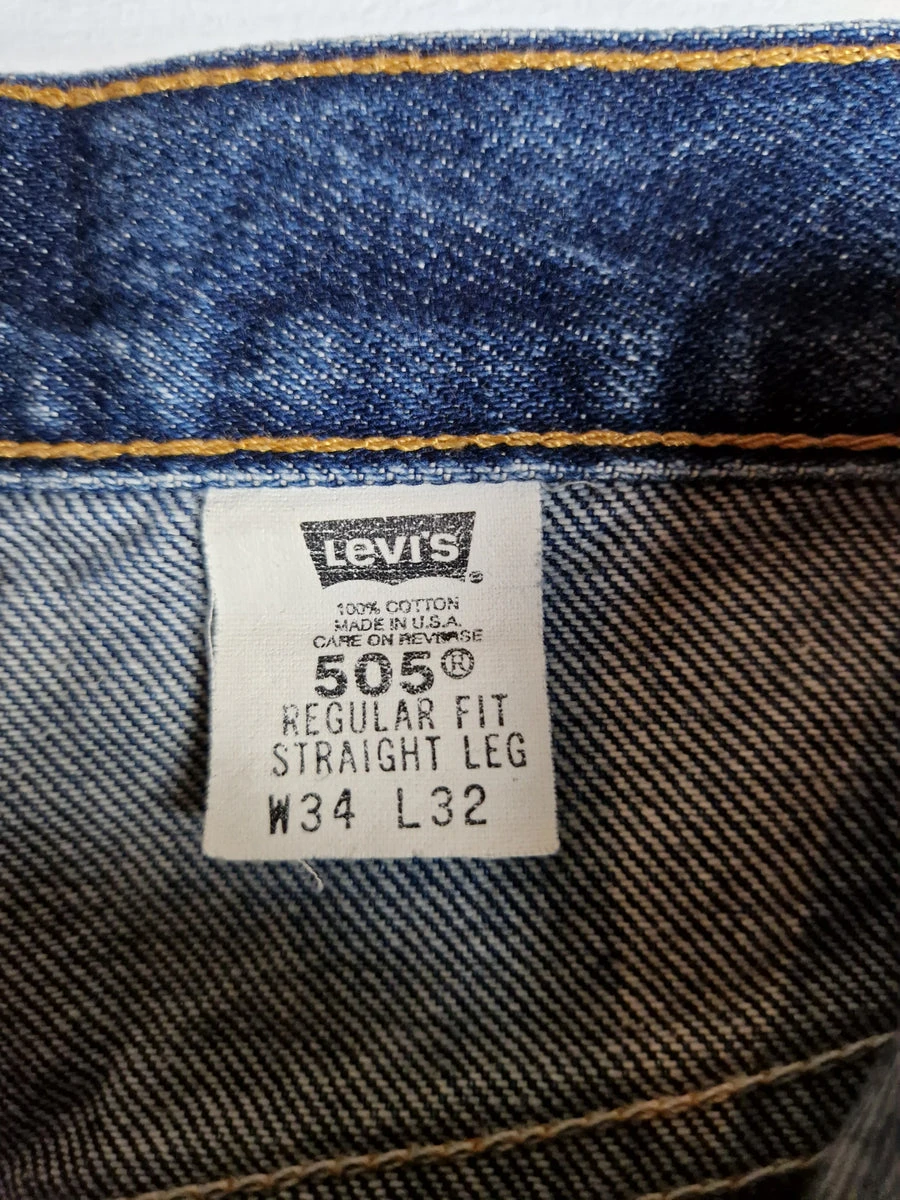 Levi's
100% COTTON
MADE IN U.S.A.
CARE ON REVERSE
505®
REGULAR FIT
STRAIGHT LEG
W34 L32